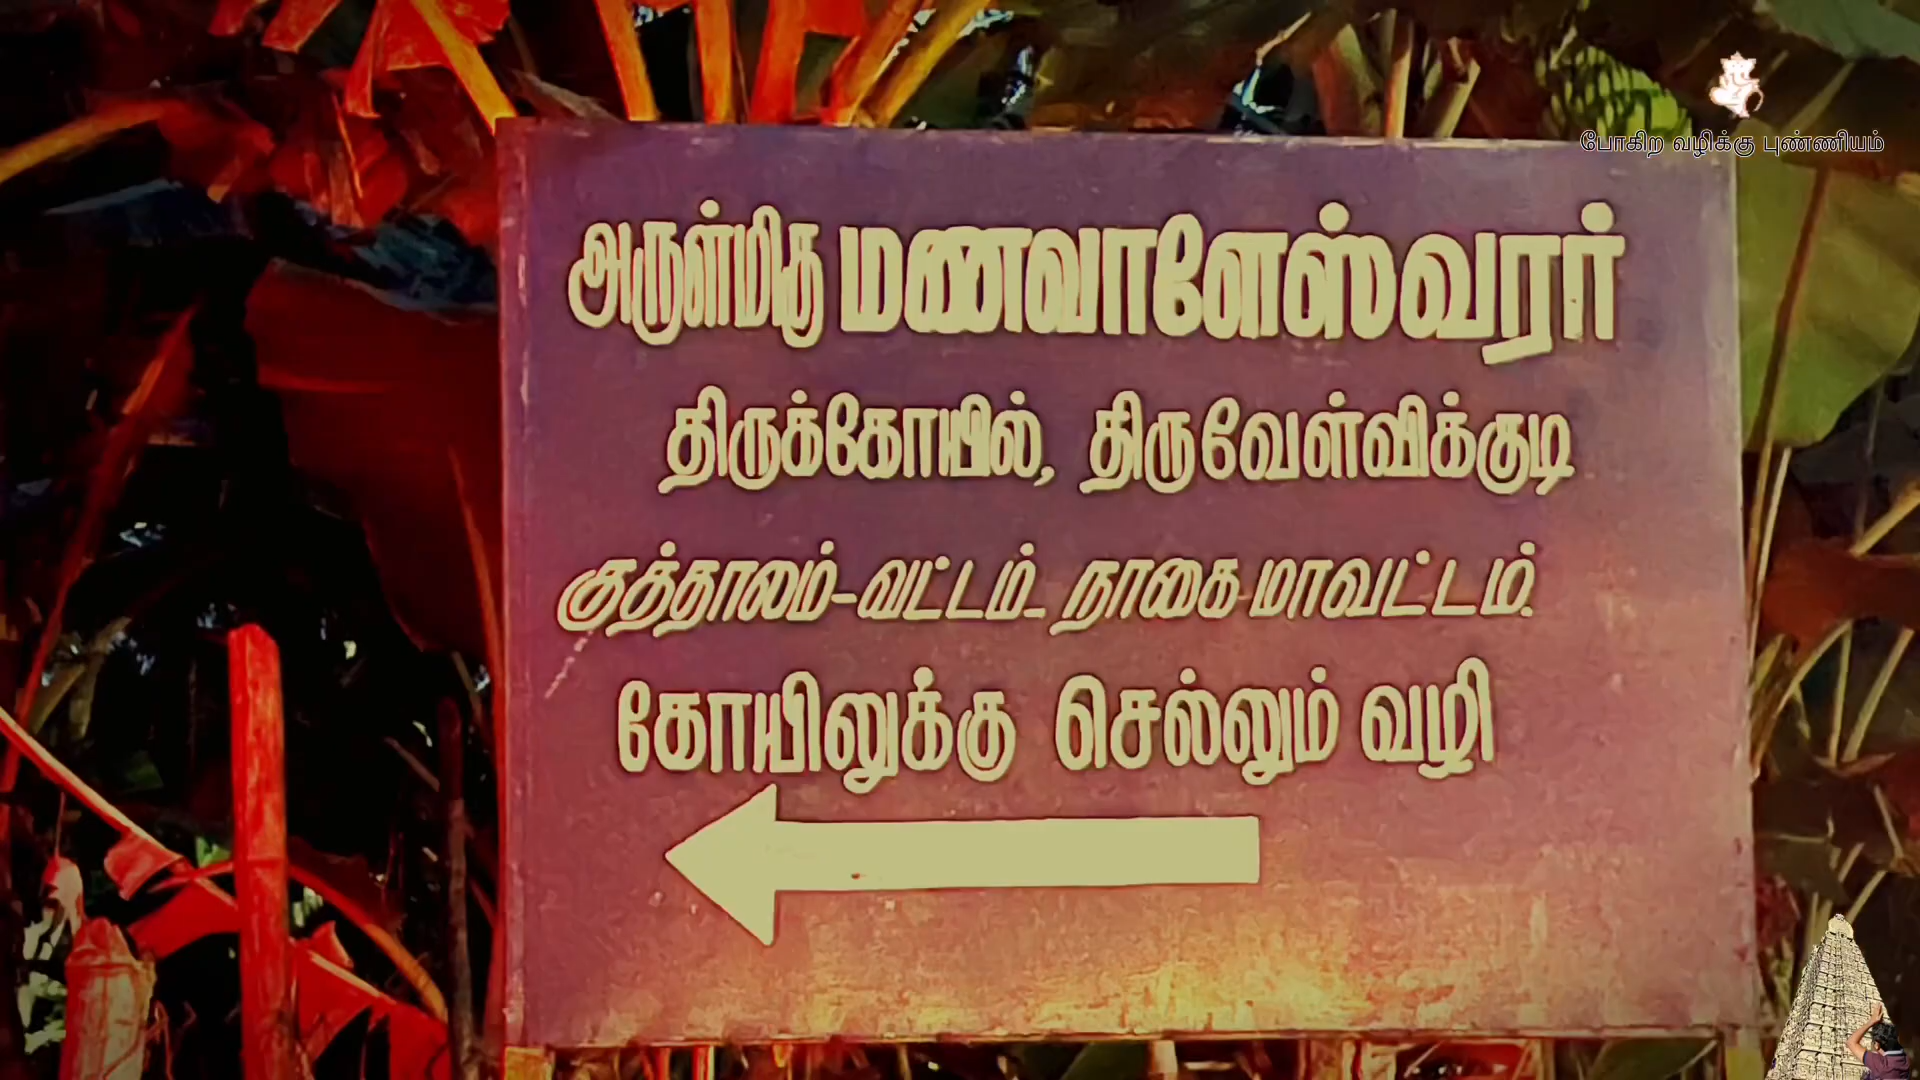 போகிற வழிக்கு புண்ணியம்
அருள்மிகு மணவாளேஸ்வரர்
திருக்கோயில், திருவேள்விக்குடி
குத்தாலம்-வட்டம்- நாகை மாவட்டம்.
கோயிலுக்கு செல்லும் வழி